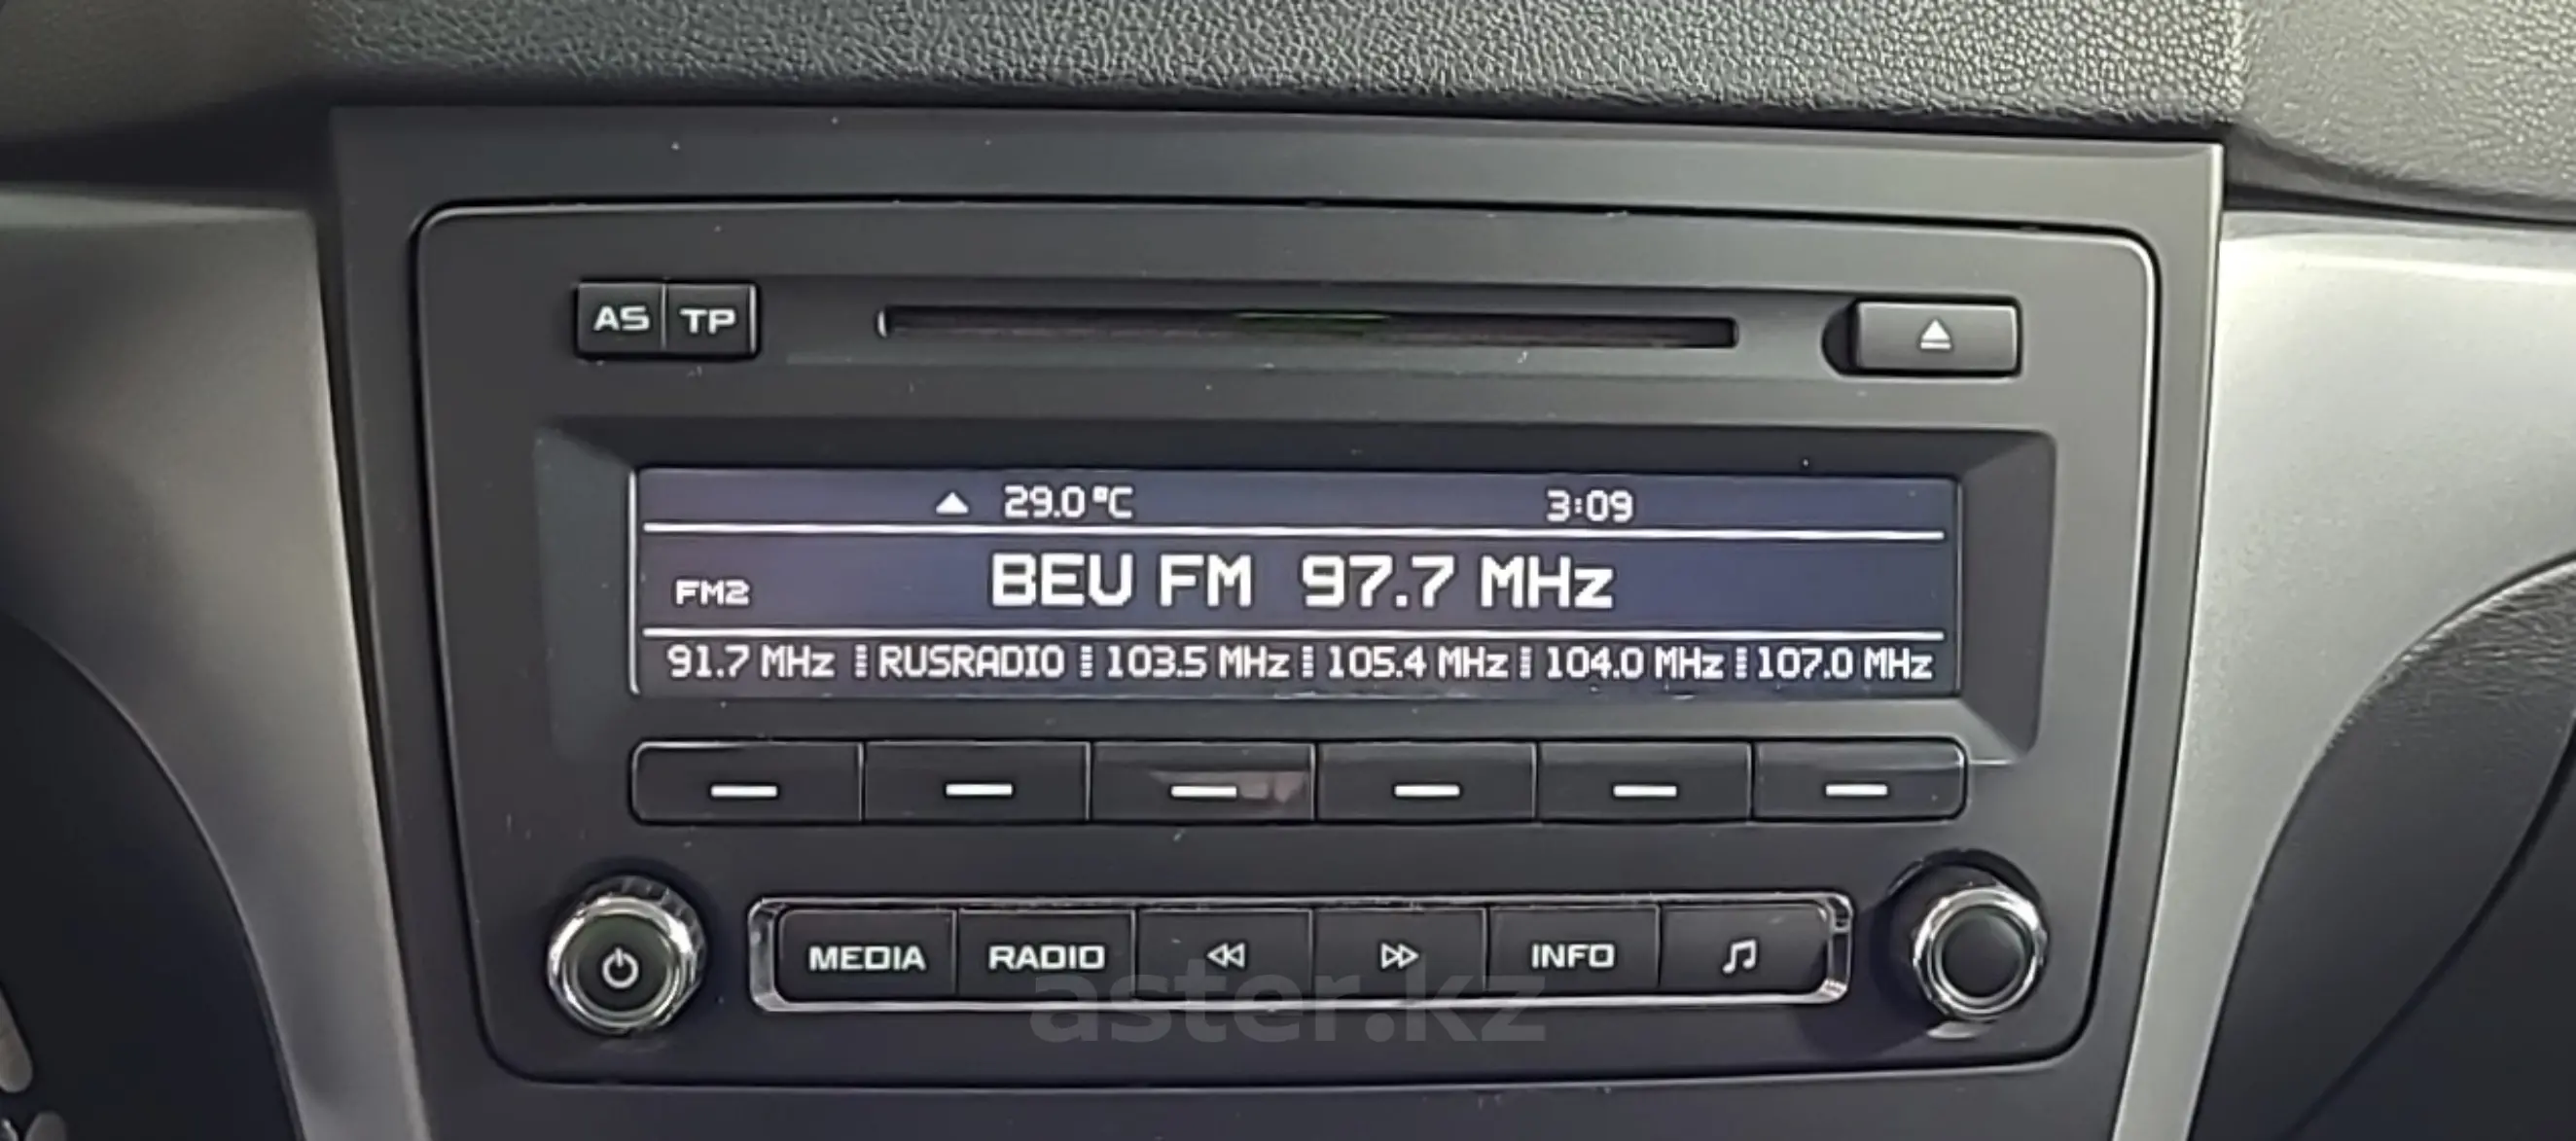 AS TP
29.0 °C 3:09
FM2 BEU FM 97.7 MHz
91.7 MHz RUSRADIO 103.5 MHz 105.4 MHz 104.0 MHz 107.0 MHz
MEDIA RADIO INFO
aster.kz